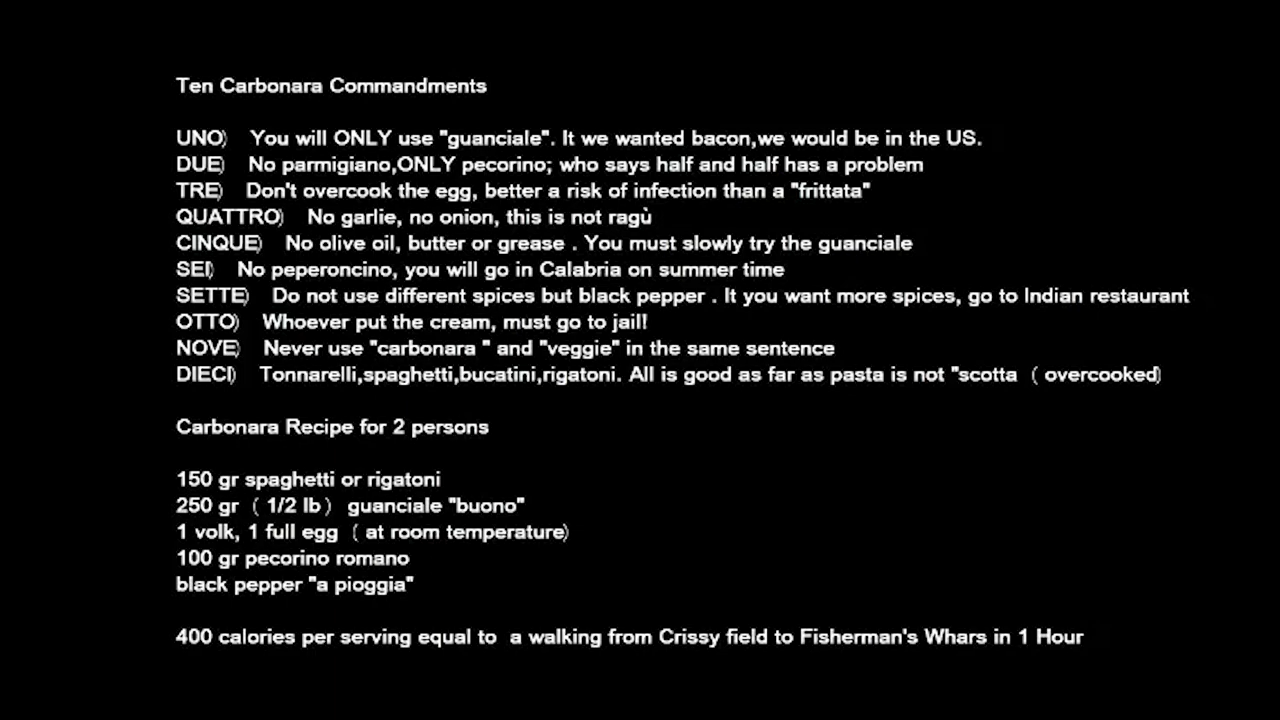 Ten Carbonara Commandments
UNO) You will ONLY use "guanciale". It we wanted bacon,we would be in the US.
DUE) No parmigiano,ONLY pecorino; who says half and half has a problem
TRE) Don't overcook the egg, better a risk of infection than a "frittata"
QUATTRO) No garlie, no onion, this is not ragù
CINQUE) No olive oil, butter or grease . You must slowly try the guanciale
SEI) No peperoncino, you will go in Calabria on summer time
SETTE) Do not use different spices but black pepper . It you want more spices, go to Indian restaurant
OTTO) Whoever put the cream, must go to jail!
NOVE) Never use "carbonara " and "veggie" in the same sentence
DIECI) Tonnarelli,spaghetti,bucatini,rigatoni. All is good as far as pasta is not "scotta ( overcooked)
Carbonara Recipe for 2 persons
150 gr spaghetti or rigatoni
250 gr ( 1/2 lb ) guanciale "buono"
1 volk, 1 full egg ( at room temperature)
100 gr pecorino romano
black pepper "a pioggia"
400 calories per serving equal to a walking from Crissy field to Fisherman's Whars in 1 Hour